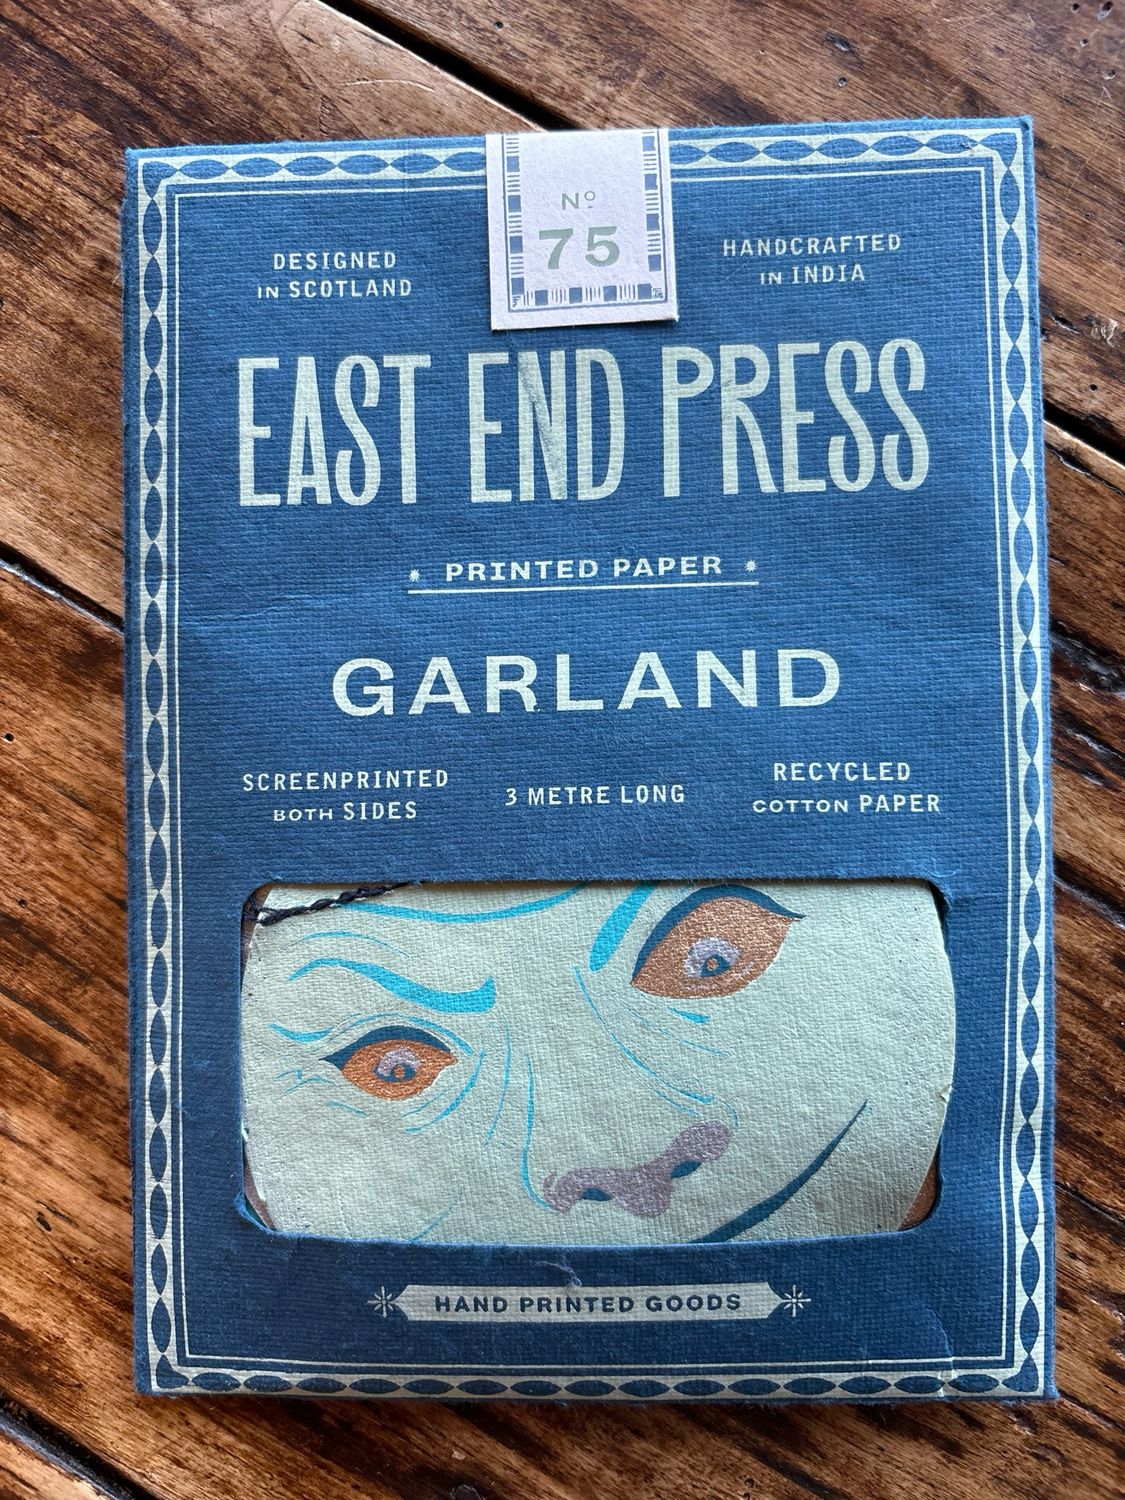 Nº
75
DESIGNED
IN SCOTLAND
HANDCRAFTED
IN INDIA
EAST END PRESS
PRINTED PAPER
GARLAND
SCREENPRINTED
BOTH SIDES
3 METRE LONG
RECYCLED
COTTON PAPER
HAND PRINTED GOODS